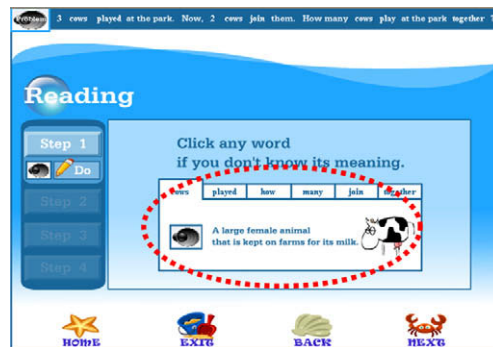 Problem 3 cows played at the park. Now, 2 cows join them. How many cows play at the park together
Reading
Step 1
Do
Step 2
Step 3
Step 4
Click any word
if you don't know its meaning.
cows played how many join together
A large female animal
that is kept on farms for its milk.
HOME EXIT BACK NEXT